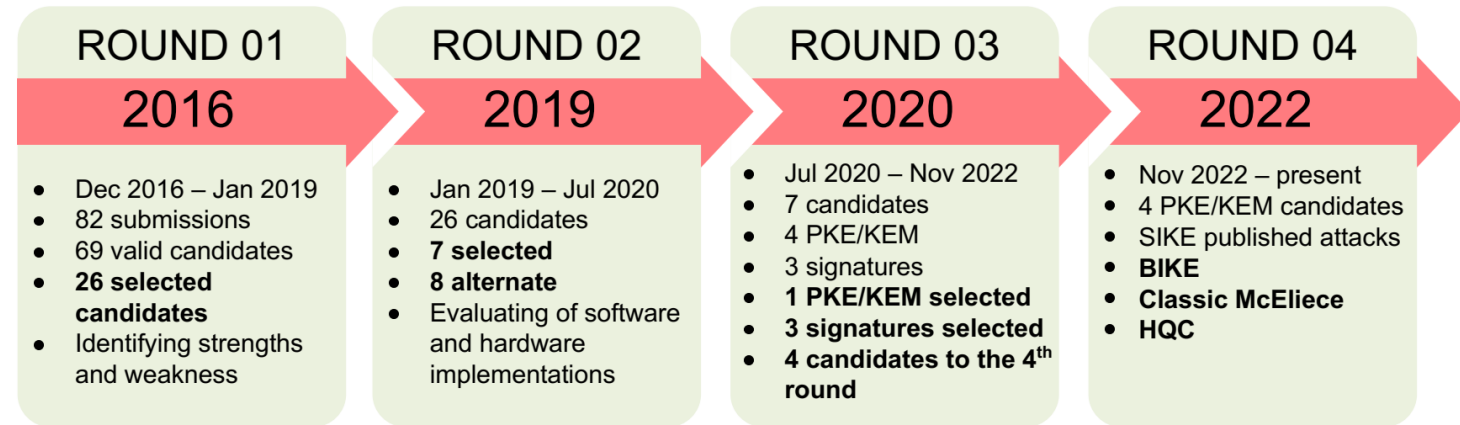 ROUND 01
2016
• Dec 2016 – Jan 2019
• 82 submissions
• 69 valid candidates
• 26 selected
candidates
• Identifying strengths
and weakness
ROUND 02
2019
• Jan 2019 – Jul 2020
• 26 candidates
• 7 selected
• 8 alternate
• Evaluating of software
and hardware
implementations
ROUND 03
2020
• Jul 2020 – Nov 2022
• 7 candidates
• 4 PKE/KEM
• 3 signatures
• 1 PKE/KEM selected
• 3 signatures selected
• 4 candidates to the 4th
round
ROUND 04
2022
• Nov 2022 – present
• 4 PKE/KEM candidates
• SIKE published attacks
• BIKE
• Classic McEliece
• HQC